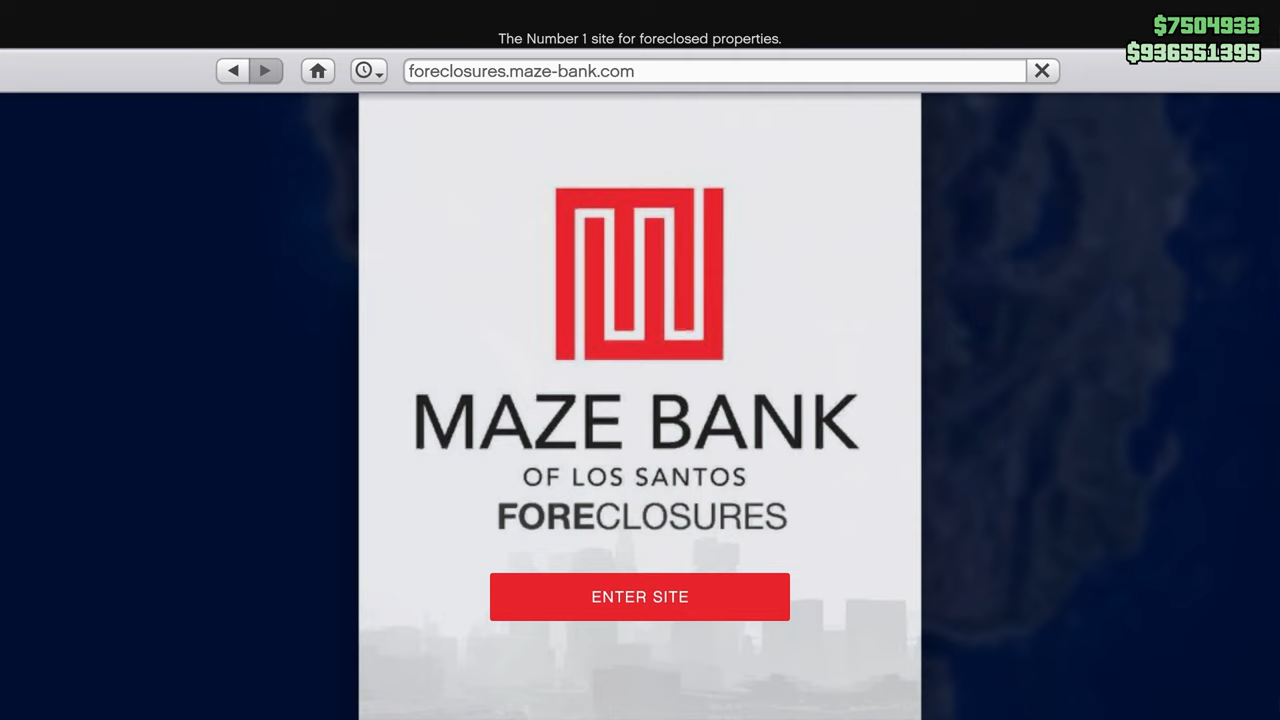 The Number 1 site for foreclosed properties.
$7504933
$936551395
foreclosures.maze-bank.com
MAZE BANK
OF LOS SANTOS
FORECLOSURES
ENTER SITE